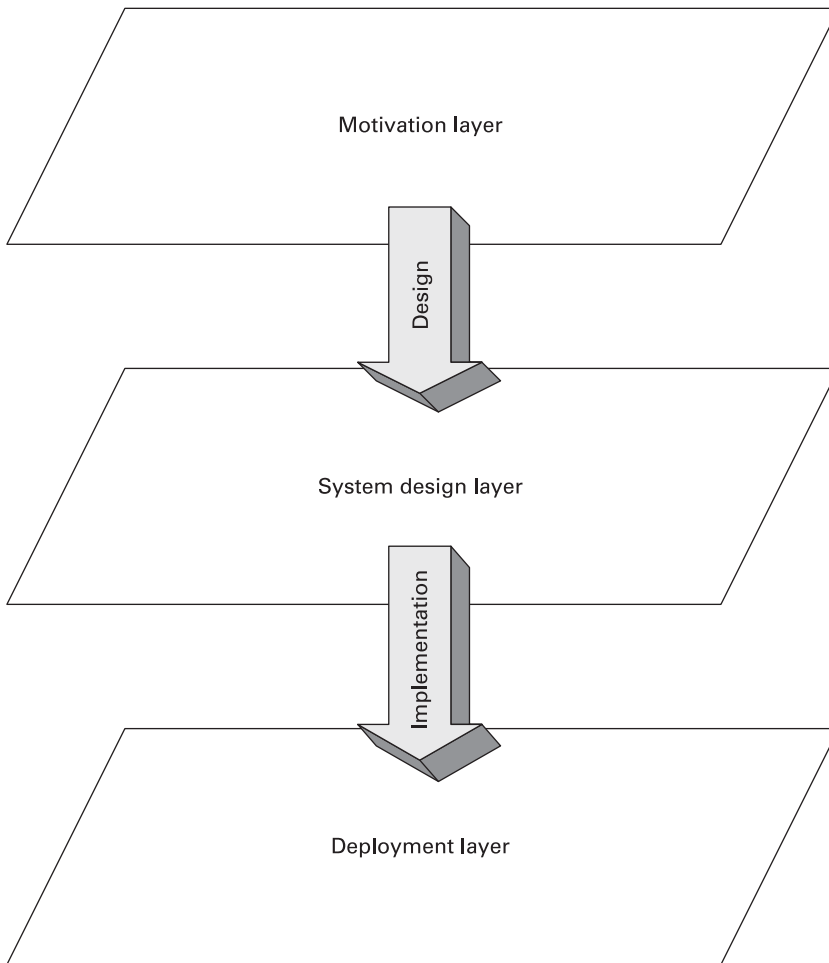 Motivation layer
Design
System design layer
Implementation
Deployment layer